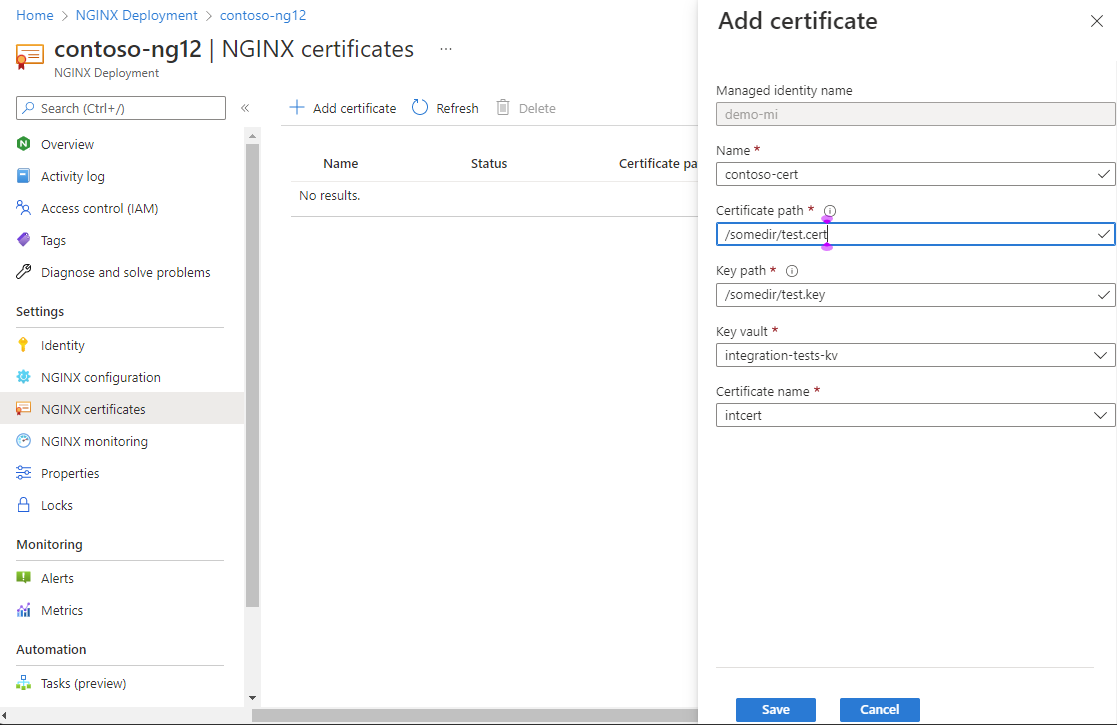 Home > NGINX Deployment > contoso-ng12
contoso-ng12 | NGINX certificates ...
NGINX Deployment
Search (Ctrl+/)
«
Overview
Activity log
Access control (IAM)
Tags
Diagnose and solve problems
Settings
Identity
NGINX configuration
NGINX certificates
NGINX monitoring
Properties
Locks
Monitoring
Alerts
Metrics
Automation
Tasks (preview)
Add certificate Refresh Delete
Name Status Certificate pa
No results.
Add certificate
Managed identity name
demo-mi
Name *
contoso-cert
Certificate path *
/somedir/test.cert
Key path *
/somedir/test.key
Key vault *
integration-tests-kv
Certificate name *
intcert
Save Cancel